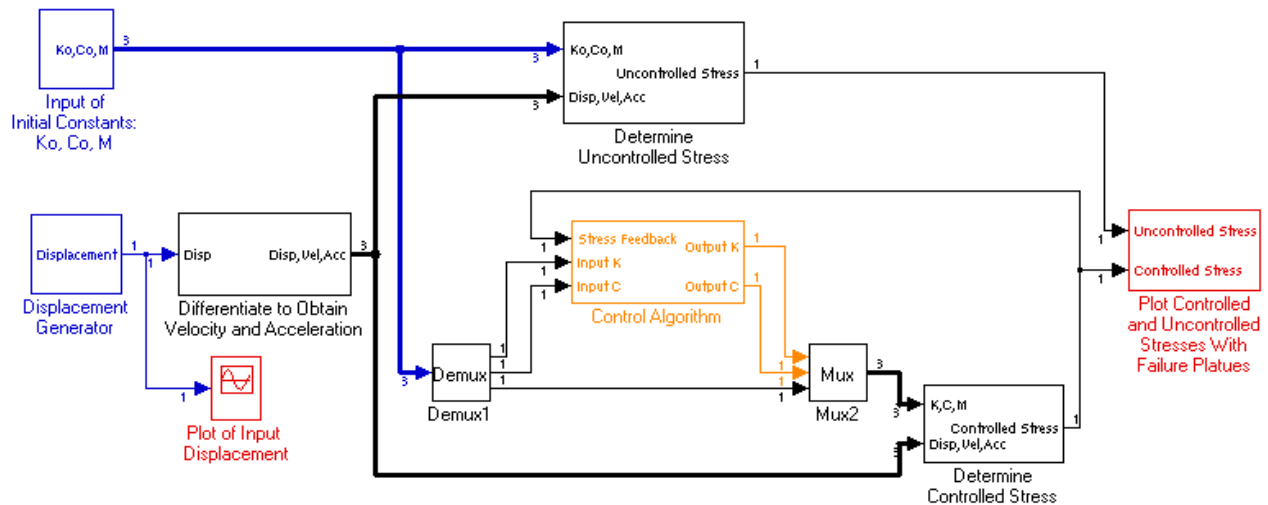 Ko,Co,M
3
Input of
Initial Constants:
Ko, Co, M
3
Ko,Co,M
Uncontrolled Stress
1
3
Disp,Vel,Acc
Determine
Uncontrolled Stress
Displacement
1
1
Displacement
Generator
Disp
Disp,Vel,Acc
3
Differentiate to Obtain
Velocity and Acceleration
1
Plot of Input
Displacement
1
Stress Feedback
1
Input K
1
Input C
Output K
1
Output C
1
Control Algorithm
3
Demux
1
1
1
Demux1
1
1
1
Mux
3
Mux2
3
K,C,M
Controlled Stress
1
3
Disp,Vel,Acc
Determine
Controlled Stress
1
Uncontrolled Stress
1
Controlled Stress
Plot Controlled
and Uncontrolled
Stresses With
Failure Platues